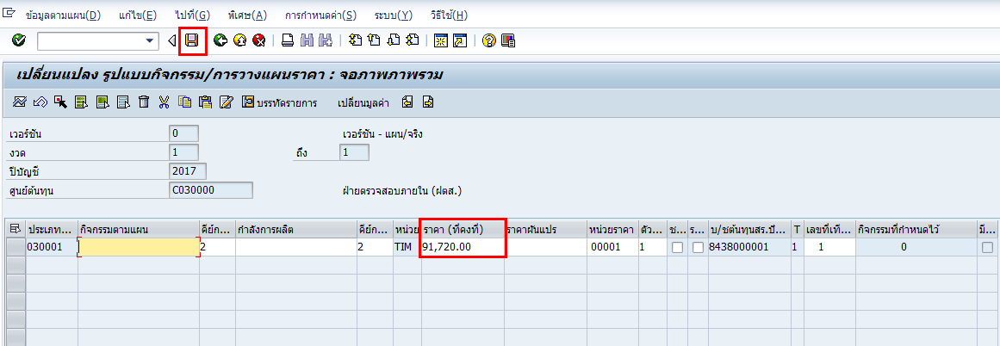 ข้อมูลตามแผน(D) แก้ไข(E) ไปที่(G) พิเศษ(A) การกำหนดค่า(S) ระบบ(Y) วิธีใช้(H)
เปลี่ยนแปลง รูปแบบกิจกรรม/การวางแผนราคา : จอภาพภาพรวม
บรรทัดรายการ เปลี่ยนมูลค่า
เวอร์ชัน 0 เวอร์ชัน - แผน/จริง
งวด 1 ถึง 1
ปีบัญชี 2017
ศูนย์ต้นทุน C030000 ฝ่ายตรวจสอบภายใน (ฝตส.)
ประเภท... กิจกรรมตามแผน คีย์ก... กำลังการผลิต คีย์ก... หน่วย ราคา (ที่คงที่) ราคาผันแปร หน่วยราคา ตัว... ช... ร... บ/ชต้นทุนสร.ปั... T เลขที่เที... กิจกรรมที่กำหนดไว้ มี...
030001 2 2 TIM 91,720.00 00001 1 8438000001 1 1 0